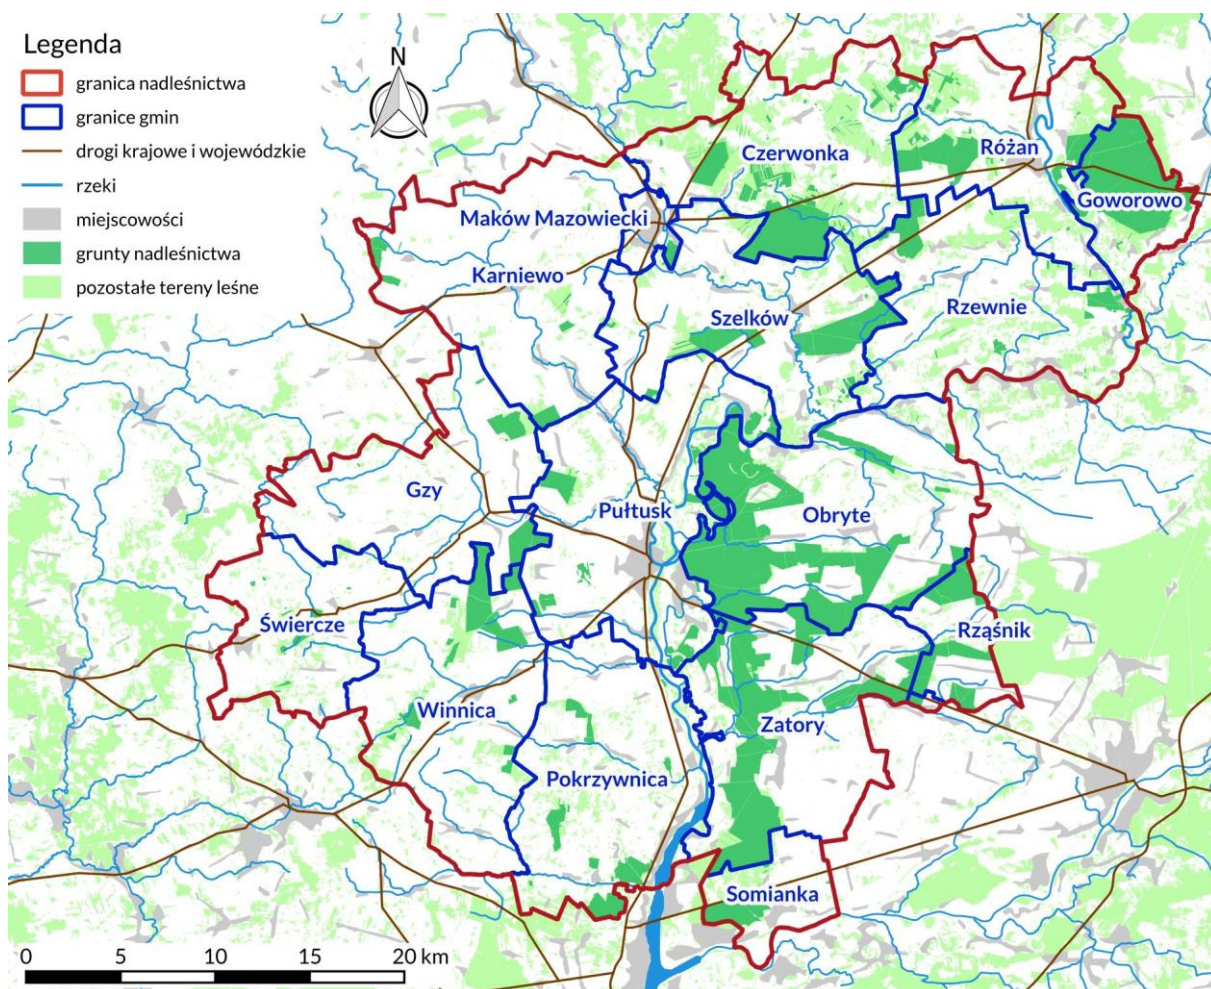 Legenda
granica nadleśnictwa
granice gmin
drogi krajowe i wojewódzkie
rzeki
miejscowości
grunty nadleśnictwa
pozostałe tereny leśne
N
Czerwonka
Różan
Goworowo
Maków Mazowiecki
Karniewo
Szelków
Rzewnie
Gzy
Pułtusk
Obryte
Świercze
Rząśnik
Winnica
Zatory
Pokrzywnica
Somianka
0 5 10 15 20 km